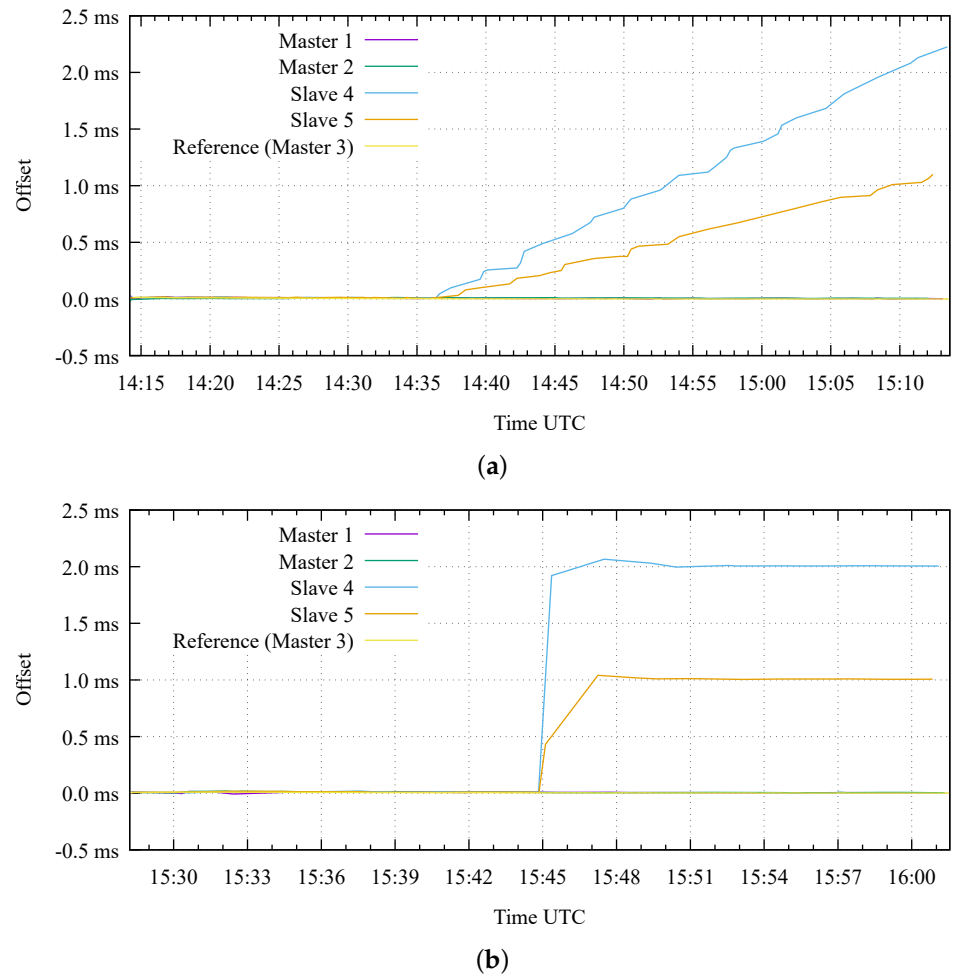 2.5 ms
2.0 ms
1.5 ms
1.0 ms
0.5 ms
0.0 ms
-0.5 ms
Offset
Master 1
Master 2
Slave 4
Slave 5
Reference (Master 3)
14:15 14:20 14:25 14:30 14:35 14:40 14:45 14:50 14:55 15:00 15:05 15:10
Time UTC
(a)
2.5 ms
2.0 ms
1.5 ms
1.0 ms
0.5 ms
0.0 ms
-0.5 ms
Offset
Master 1
Master 2
Slave 4
Slave 5
Reference (Master 3)
15:30 15:33 15:36 15:39 15:42 15:45 15:48 15:51 15:54 15:57 16:00
Time UTC
(b)